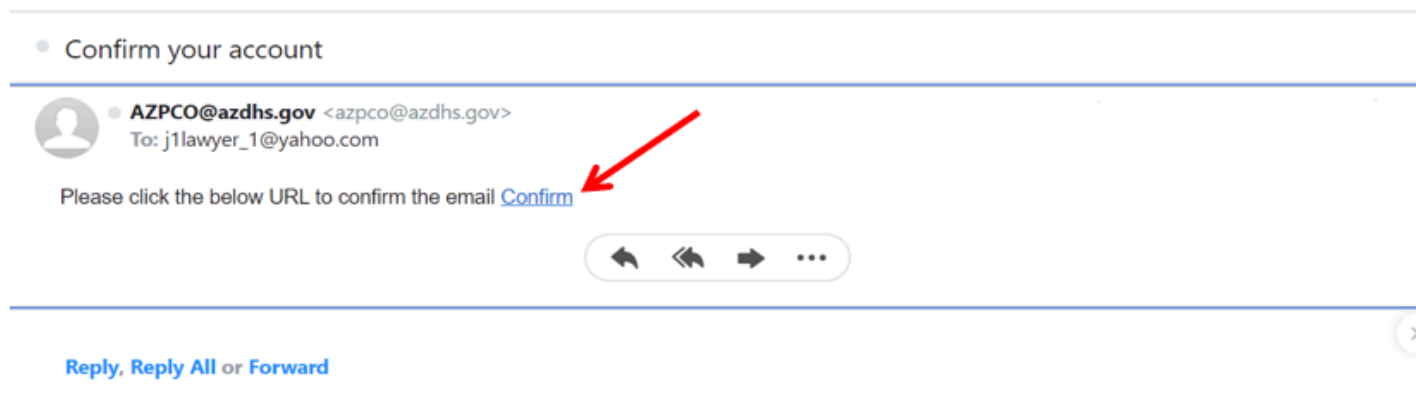 Confirm your account
AZPCO@azdhs.gov <azpco@azdhs.gov>
To: j1lawyer_1@yahoo.com
Please click the below URL to confirm the email Confirm
Reply, Reply All or Forward